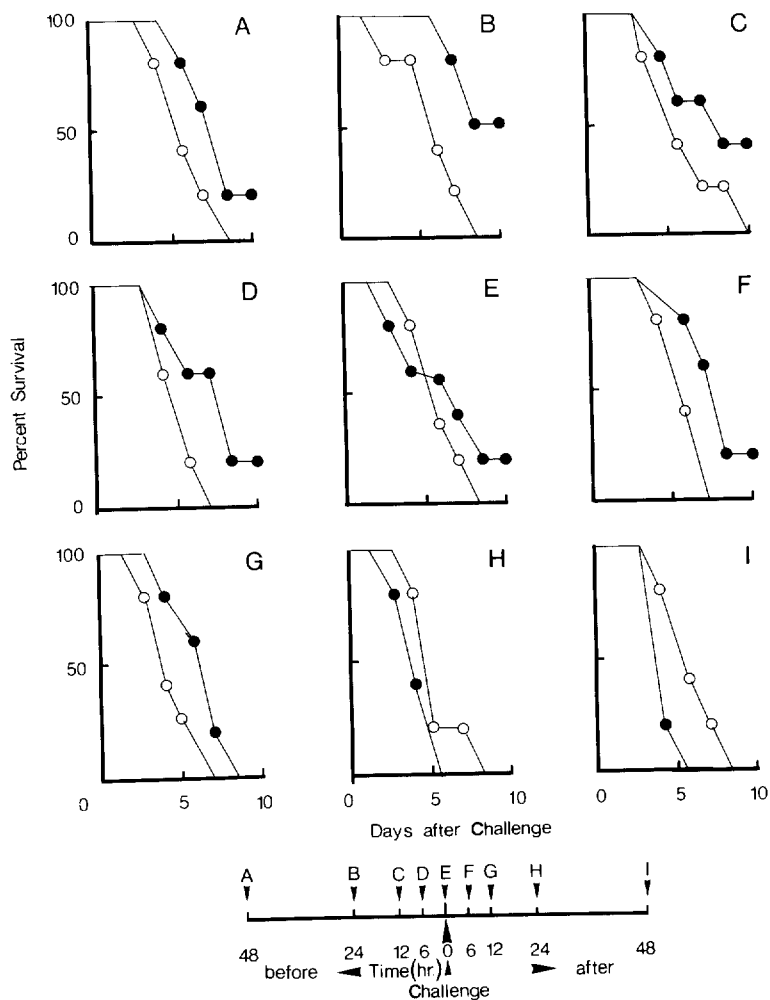 100 A B C
50
0
100 D E F
Percent Survival
50
0
100 G H I
50
0 5 10 0 5 10 0 5 10
Days after Challenge
A B C D E F G H I
48 24 12 6 0 6 12 24 48
before Time(hr.) after
Challenge